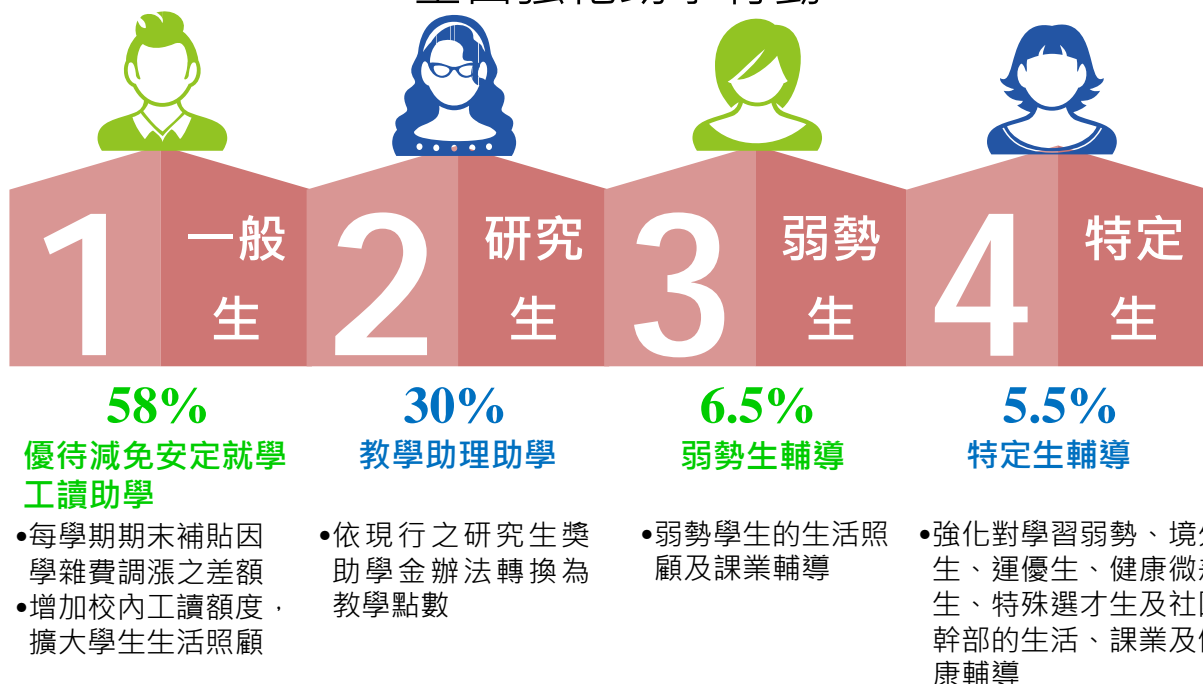 1
一般
生
2
研究
生
3
弱勢
生
4
特定
生
58%
優待減免安定就學
工讀助學
•每學期期末補貼因
學雜費調漲之差額
•增加校內工讀額度，
擴大學生生活照顧
30%
教學助理助學
•依現行之研究生獎
助學金辦法轉換為
教學點數
6.5%
弱勢生輔導
•弱勢學生的生活照
顧及課業輔導
5.5%
特定生輔導
•強化對學習弱勢、境
生、運優生、健康微
生、特殊選才生及社
幹部的生活、課業及
康輔導